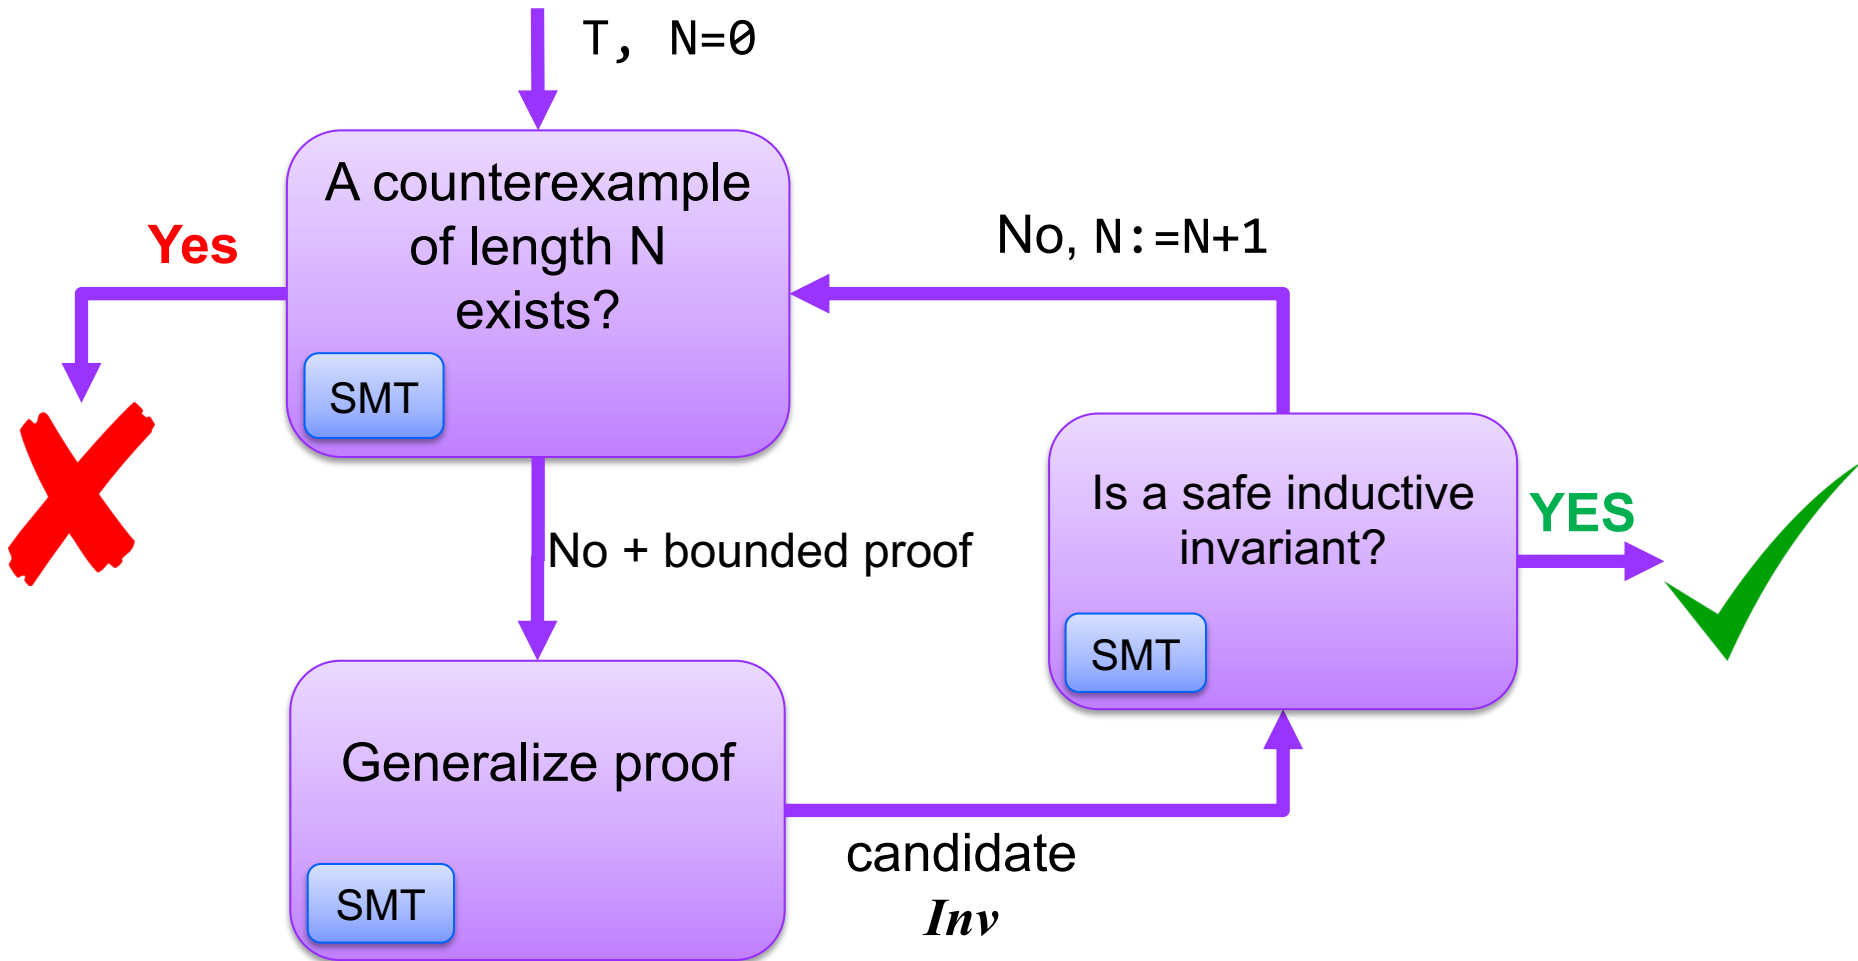 T, N=0
A counterexample
of length N
exists?
SMT
Yes
No, N:=N+1
No + bounded proof
Is a safe inductive
invariant?
SMT
YES
Generalize proof
SMT
candidate
Inv